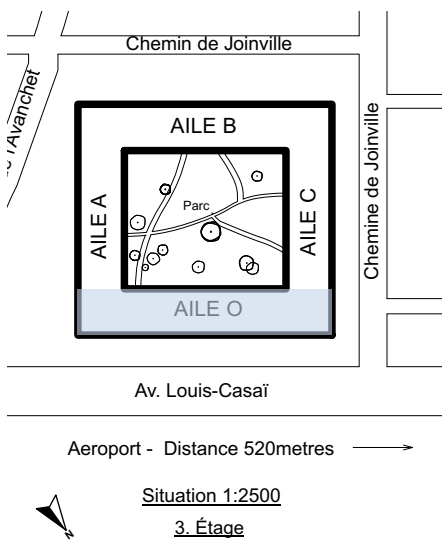 Chemin de Joinville
l'Avanchet
Chemine de Joinville
AILE B
AILE A
Parc
AILE C
AILE O
Av. Louis-Casaï
Aeroport - Distance 520metres
Situation 1:2500
3. Étage
N